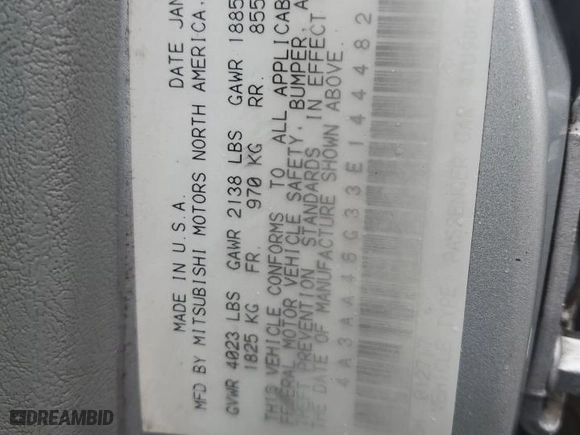 MADE IN U.S.A. DATE JAN
MFD BY MITSUBISHI MOTORS NORTH AMERICA,
GVWR 4023 LBS GAWR 2138 LBS GAWR 1885
1825 KG FR. 970 KG RR. 855
THIS VEHICLE CONFORMS TO ALL APPLICAB
FEDERAL MOTOR VEHICLE SAFETY, BUMPER, A
THEFT PREVENTION STANDARDS IN EFFECT
THE DATE OF MANUFACTURE SHOWN ABOVE.
4A3AA46G33E144482
DREAMBID